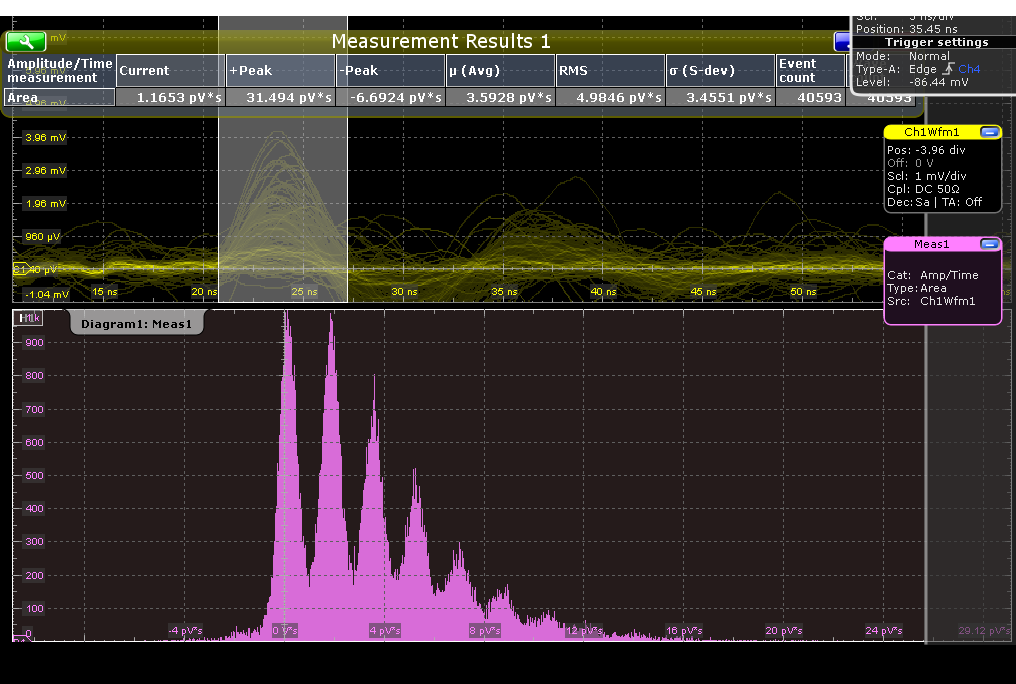 mV
Measurement Results 1
Position: 35.45 ns
Trigger settings
Mode: Normal
Type-A: Edge Ch4
Level: -86.44 mV
Amplitude/Time measurement Current +Peak -Peak μ (Avg) RMS σ (S-dev) Event count
Area 1.1653 pV*s 31.494 pV*s -6.6924 pV*s 3.5928 pV*s 4.9846 pV*s 3.4551 pV*s 40593 40593
3.96 mV
2.96 mV
1.96 mV
960 µV
-1.04 mV
15 ns 20 ns 25 ns 30 ns 35 ns 40 ns 45 ns 50 ns
Ch1Wfm1
Pos: -3.96 div
Off: 0 V
Scl: 1 mV/div
Cpl: DC 50Ω
Dec: Sa | TA: Off
Meas1
Cat: Amp/Time
Type: Area
Src: Ch1Wfm1
Diagram1: Meas1
900
800
700
600
500
400
300
200
100
0
-4 pV*s 0 V*s 4 pV*s 8 pV*s 12 pV*s 16 pV*s 20 pV*s 24 pV*s 29.12 pV*s